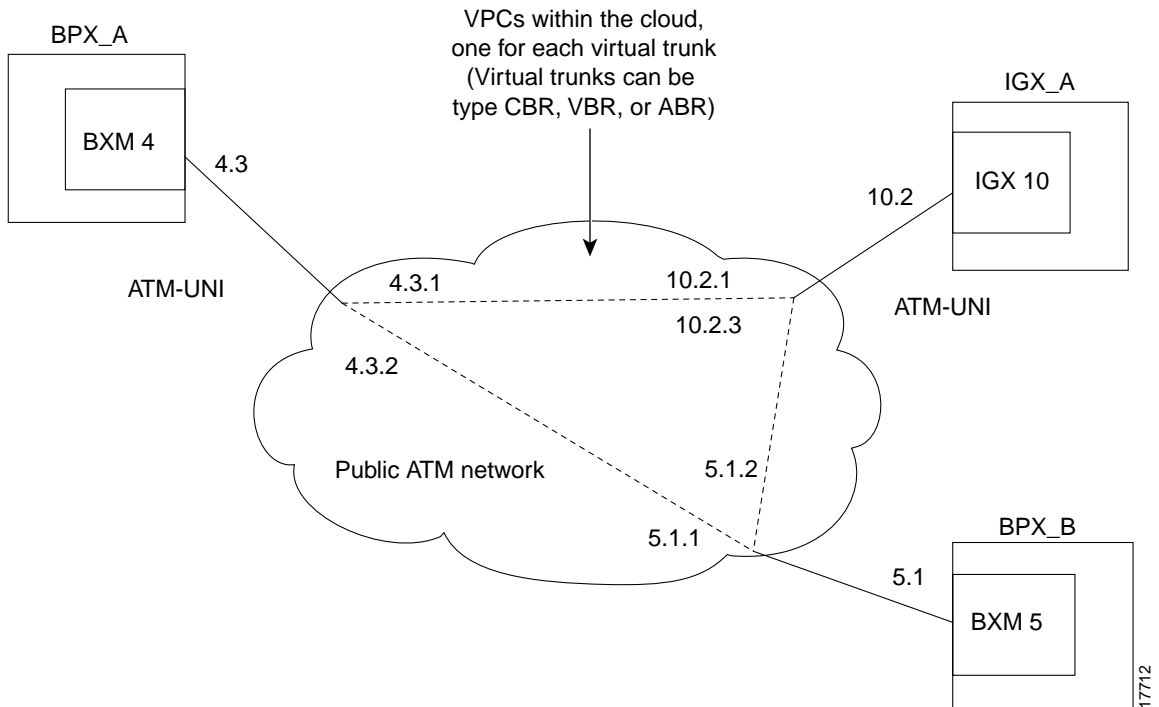 VPCs within the cloud,
one for each virtual trunk
(Virtual trunks can be
type CBR, VBR, or ABR)
BPX_A
BXM 4
4.3
IGX_A
IGX 10
10.2
ATM-UNI
ATM-UNI
4.3.1
10.2.1
10.2.3
4.3.2
Public ATM network
5.1.2
5.1.1
BPX_B
5.1
BXM 5
17712